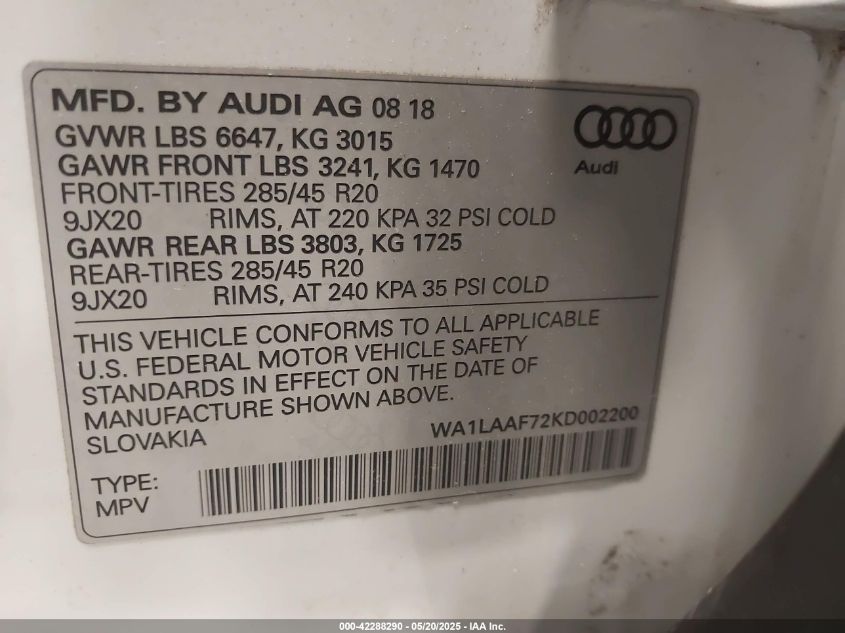 MFD. BY AUDI AG 08 18
GVWR LBS 6647, KG 3015
GAWR FRONT LBS 3241, KG 1470
FRONT-TIRES 285/45 R20
9JX20 RIMS, AT 220 KPA 32 PSI COLD
GAWR REAR LBS 3803, KG 1725
REAR-TIRES 285/45 R20
9JX20 RIMS, AT 240 KPA 35 PSI COLD
Audi
THIS VEHICLE CONFORMS TO ALL APPLICABLE
U.S. FEDERAL MOTOR VEHICLE SAFETY
STANDARDS IN EFFECT ON THE DATE OF
MANUFACTURE SHOWN ABOVE.
SLOVAKIA WA1LAAF72KD002200
TYPE:
MPV
000-42288290 - 05/20/2025 - IAA Inc.